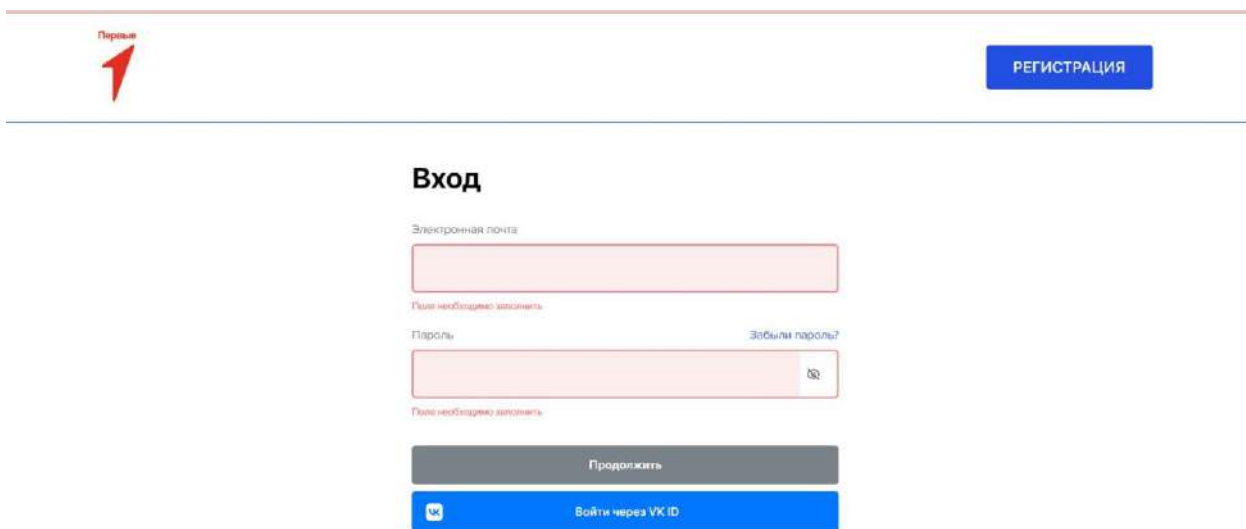 Первые
РЕГИСТРАЦИЯ
Вход
Электронная почта
Поле необходимо заполнить
Пароль
Забыли пароль?
Поле необходимо заполнить
Продолжить
Войти через VK ID